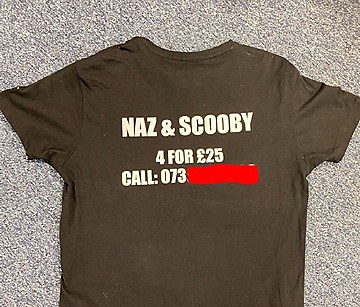 NAZ & SCOOBY
4 FOR £25
CALL: 073